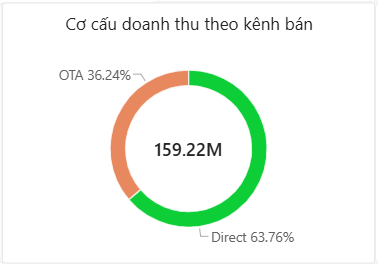 Cơ cấu doanh thu theo kênh bán
OTA 36.24%
159.22M
Direct 63.76%